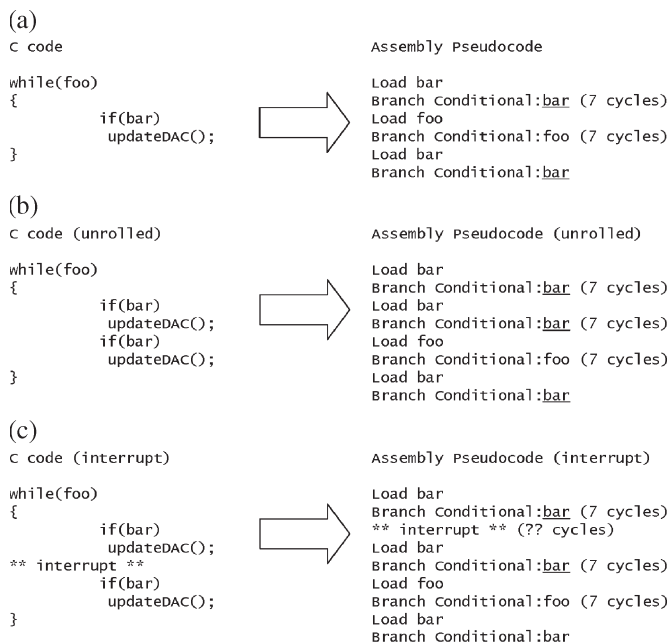 (a)
C code
while(foo)
{
if(bar)
updateDAC();
}
Assembly Pseudocode
Load bar
Branch Conditional:bar (7 cycles)
Load foo
Branch Conditional:foo (7 cycles)
Load bar
Branch Conditional:bar
(b)
C code (unrolled)
while(foo)
{
if(bar)
updateDAC();
if(bar)
updateDAC();
}
Assembly Pseudocode (unrolled)
Load bar
Branch Conditional:bar (7 cycles)
Load bar
Branch Conditional:bar (7 cycles)
Load foo
Branch Conditional:foo (7 cycles)
Load bar
Branch Conditional:bar
(c)
C code (interrupt)
while(foo)
{
if(bar)
updateDAC();
** interrupt **
if(bar)
updateDAC();
}
Assembly Pseudocode (interrupt)
Load bar
Branch Conditional:bar (7 cycles)
** interrupt ** (?? cycles)
Load bar
Branch Conditional:bar (7 cycles)
Load foo
Branch Conditional:foo (7 cycles)
Load bar
Branch Conditional:bar